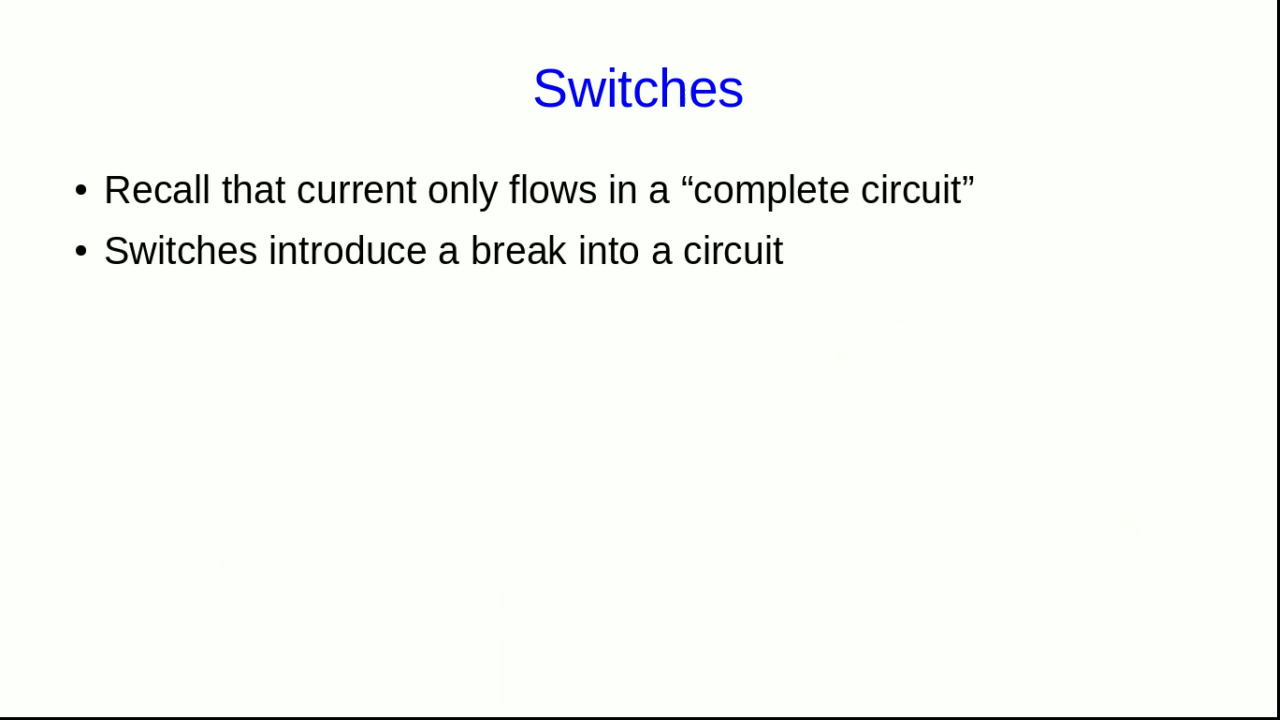 Switches
• Recall that current only flows in a “complete circuit”
• Switches introduce a break into a circuit